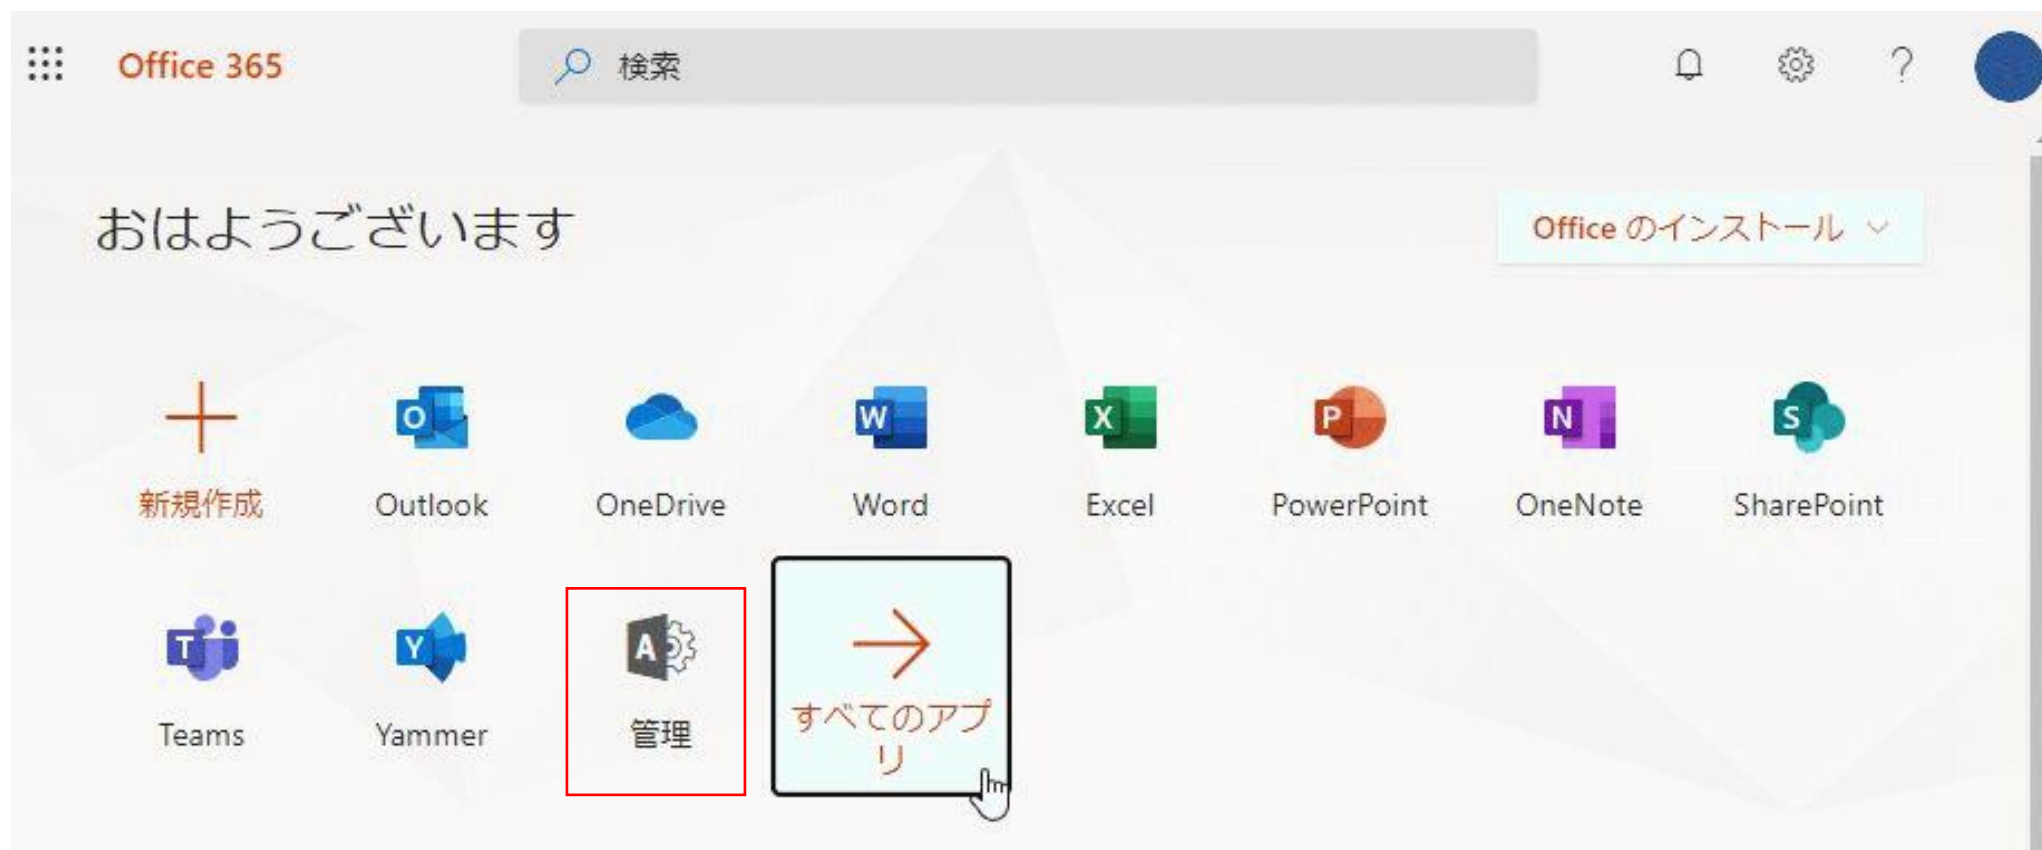 Office 365
検索
?
おはようございます
Office のインストール
新規作成
Outlook
OneDrive
Word
Excel
PowerPoint
OneNote
SharePoint
Teams
Yammer
管理
すべてのアプ
リ